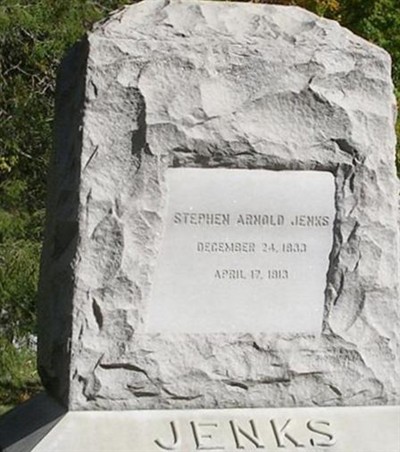 STEPHEN ARNOLD JENKS
DECEMBER 24, 1833
APRIL 17, 1913
JENKS